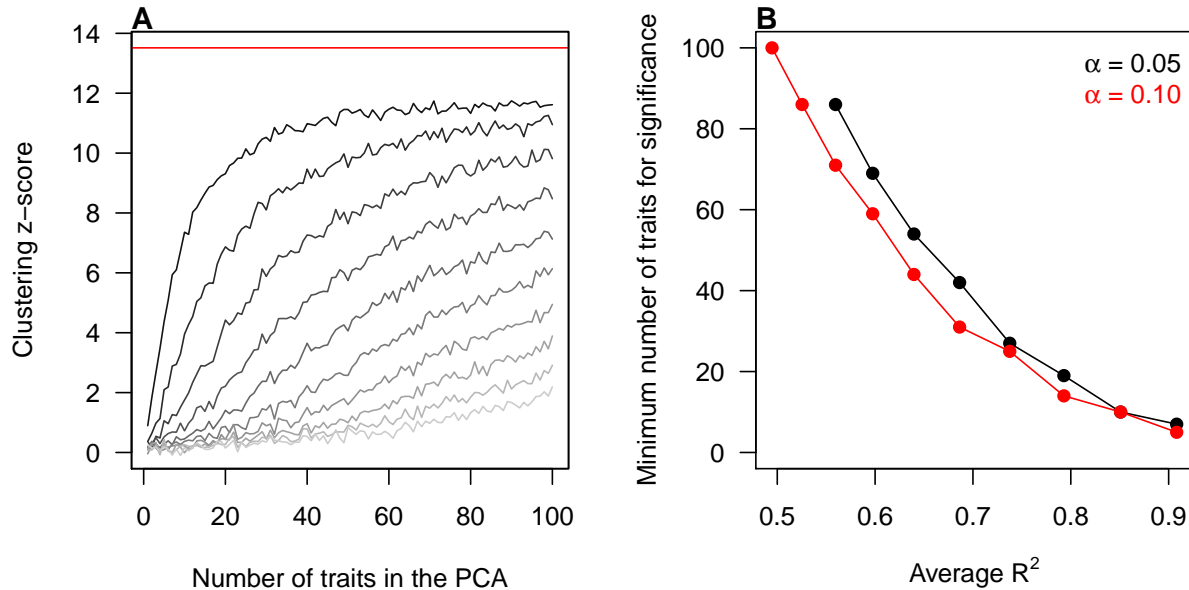 A
14
12
10
8
6
4
2
0
Clustering z−score
0 20 40 60 80 100
Number of traits in the PCA
B
α = 0.05
α = 0.10
100
80
60
40
20
0
Minimum number of traits for significance
0.5 0.6 0.7 0.8 0.9
Average R²